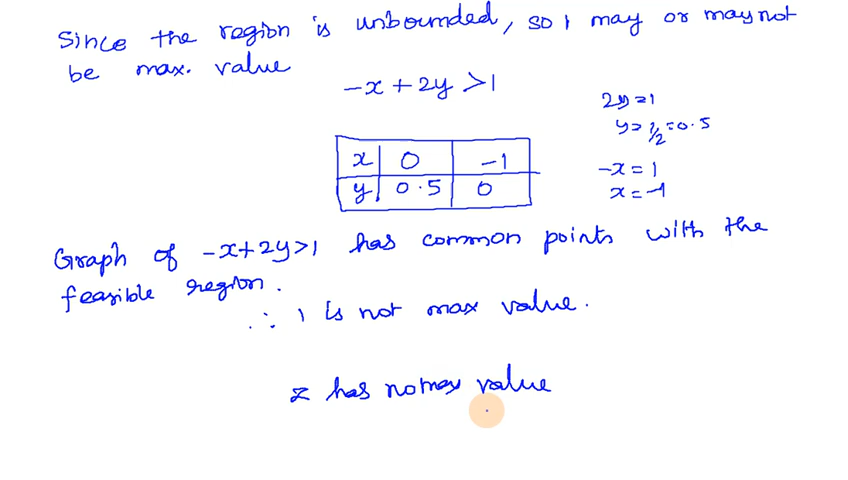 Since the region is unbounded, so 1 may or may not
be max. value
-x + 2y > 1
2y = 1
y = 1/2 = 0.5
-x = 1
x = -1
x 0 -1
y 0.5 0
Graph of -x+2y>1 has common points with the
feasible region.
∴ 1 is not max value.
z has no max value